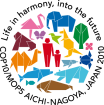 Life in harmony, into the future
COP10/MOP5 AICHI-NAGOYA, JAPAN 2010